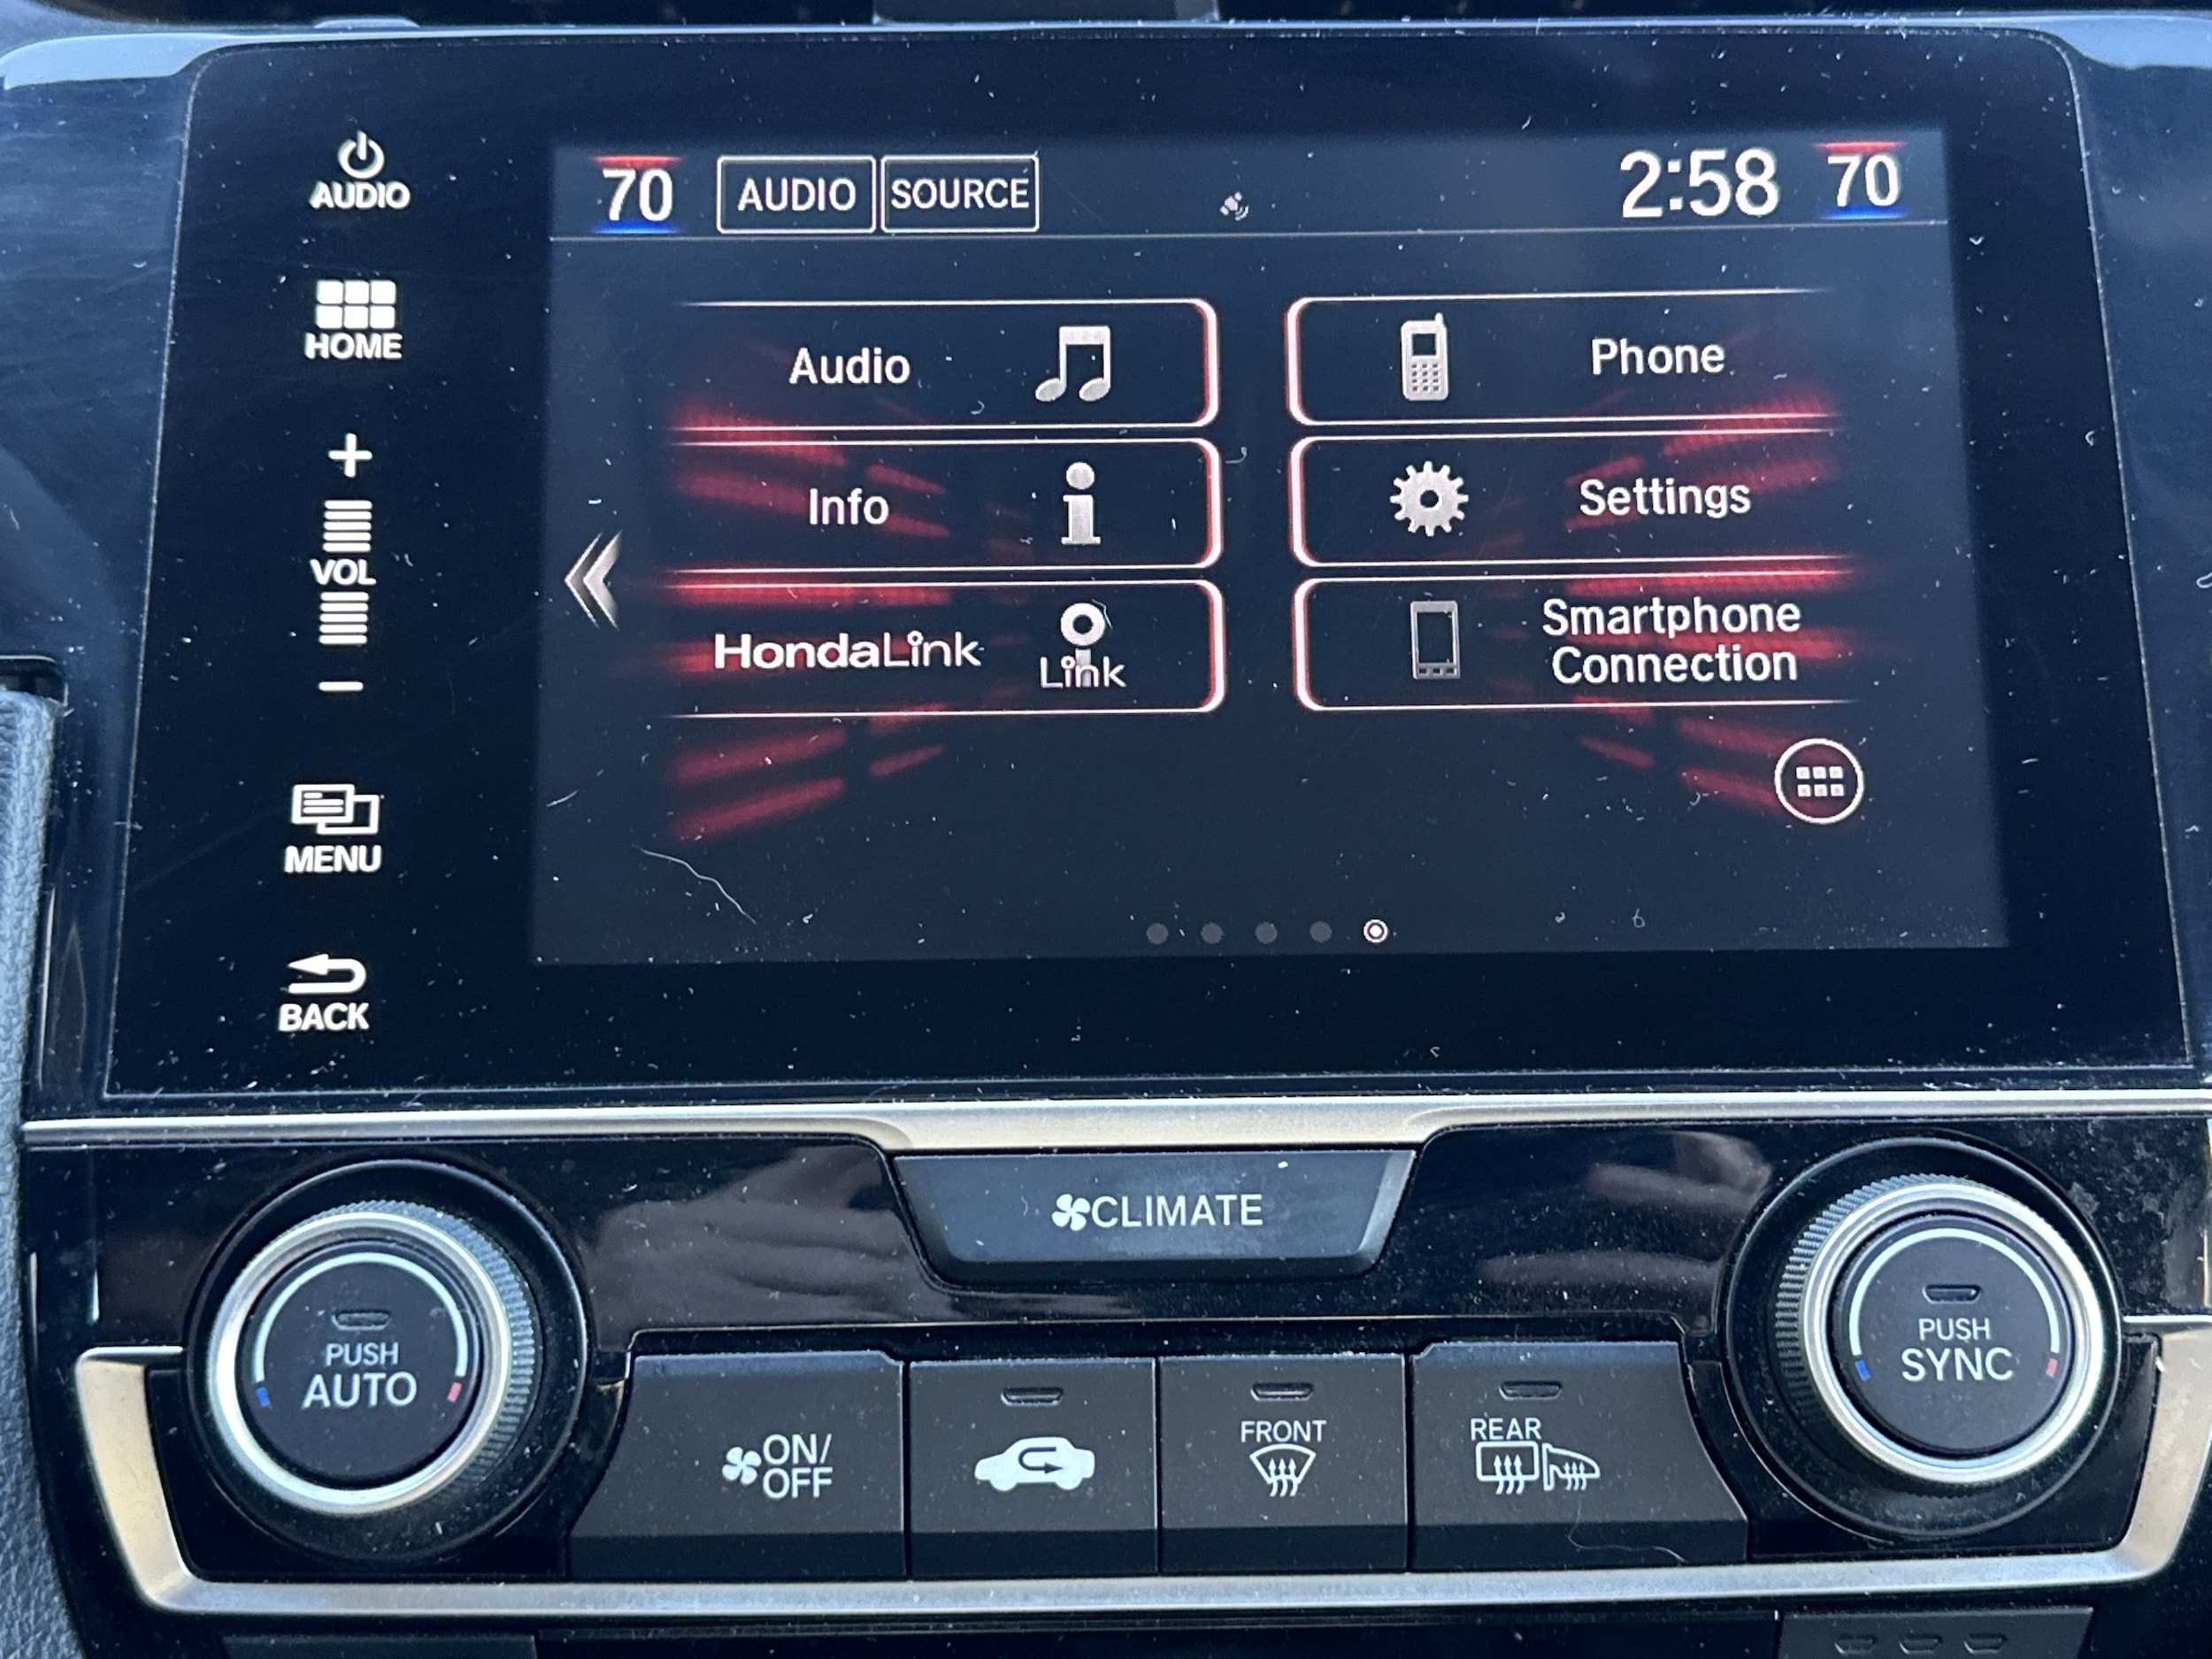 AUDIO
HOME
+
VOL
−
MENU
BACK
70 AUDIO SOURCE 2:58 70
Audio
Phone
Info
Settings
HondaLink
Link
Smartphone
Connection
CLIMATE
PUSH
AUTO
ON/
OFF
FRONT
REAR
PUSH
SYNC